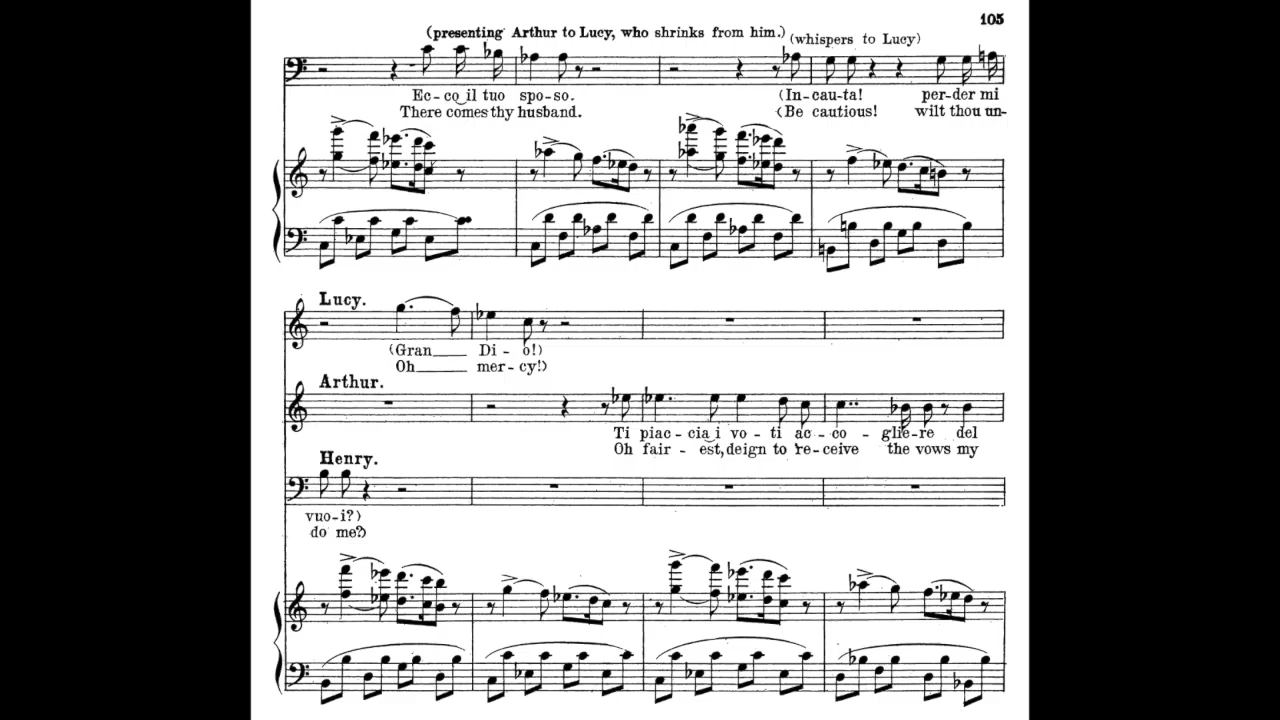 105
(presenting Arthur to Lucy, who shrinks from him.) (whispers to Lucy)
Ec-co il tuo spo-so. (In-cau-ta! per-der mi
There comes thy husband. (Be cautious! wilt thou un-
Lucy.
(Gran Di-o!)
Oh mer-cy!)
Arthur.
Ti piac-cia i vo-ti ac-co-glie-re del
Oh fair-est, deign to re-ceive the vows my
Henry.
vuo-i?)
do me?)